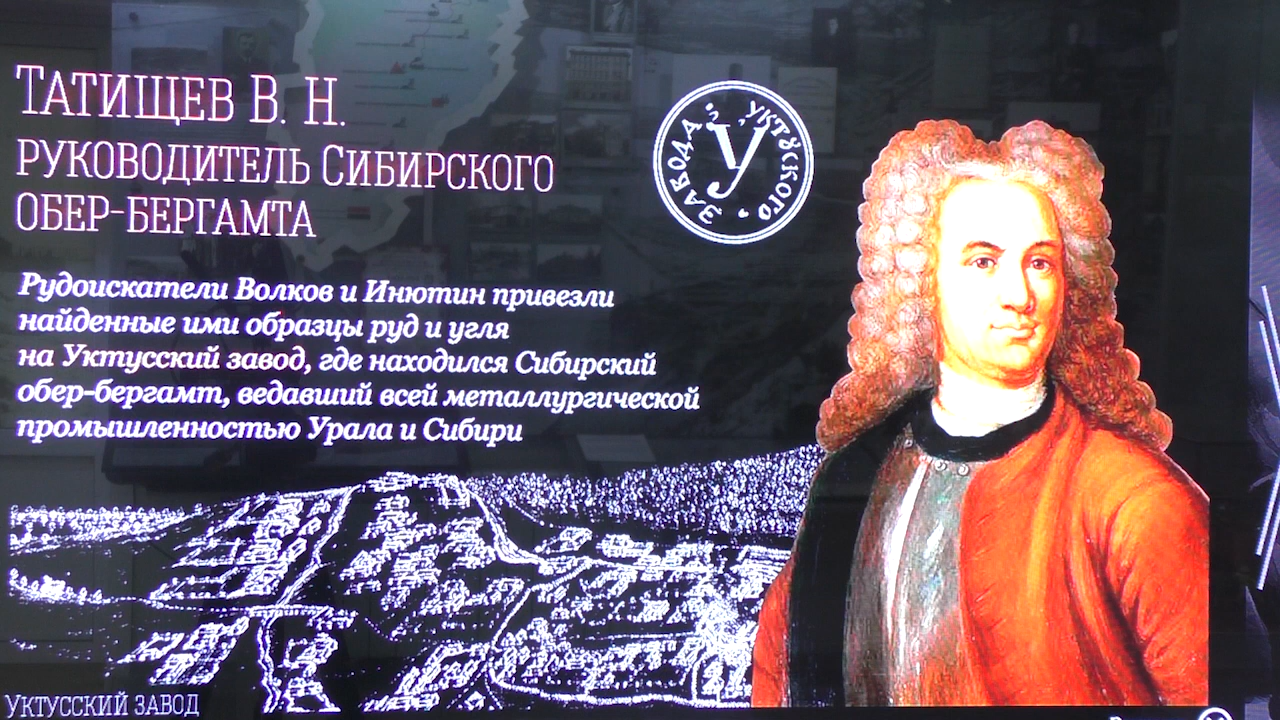 Татищев В. Н.
руководитель Сибирского
обер-бергамта
У
Уктусского завода
Рудоискатели Волков и Инютин привезли
найденные ими образцы руд и угля
на Уктусский завод, где находился Сибирский
обер-бергамт, ведавший всей металлургической
промышленностью Урала и Сибири
Уктусский завод